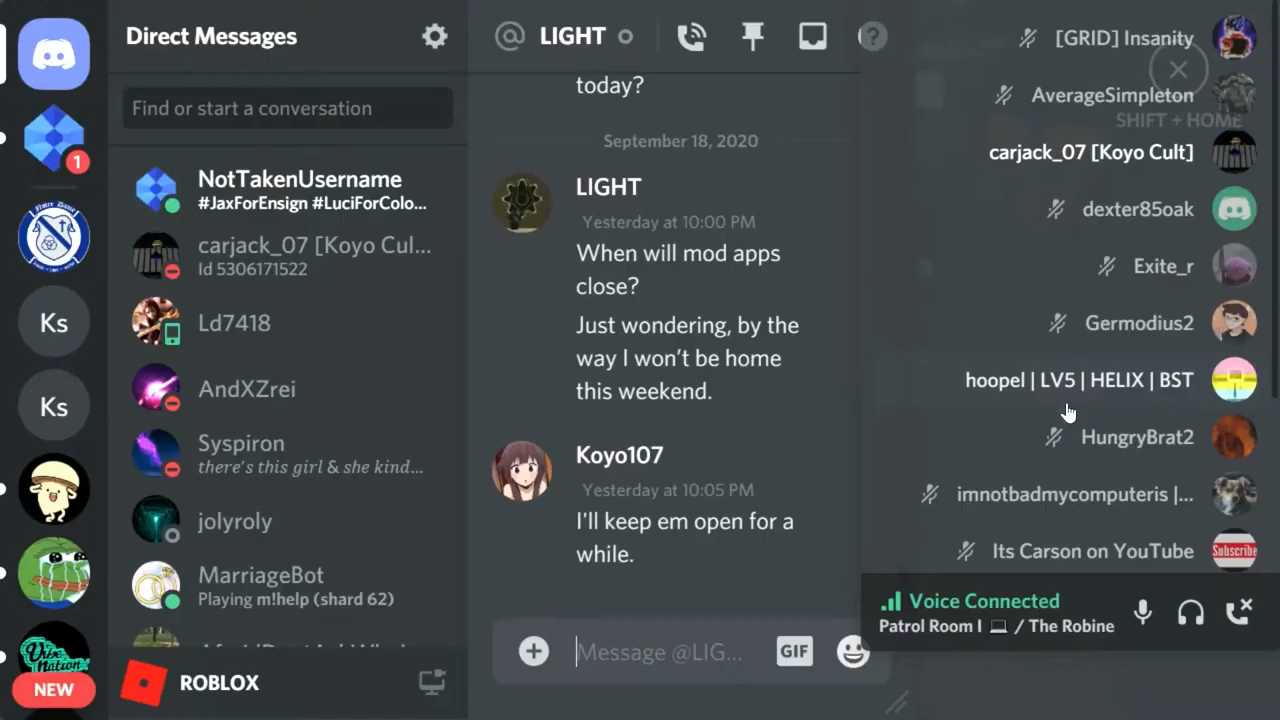 1
Ks
Ks
NEW
Direct Messages
Find or start a conversation
NotTakenUsername
#JaxForEnsign #LuciForColo...
carjack_07 [Koyo Cul...
Id 5306171522
Ld7418
AndXZrei
Syspiron
there's this girl & she kind...
jolyroly
MarriageBot
Playing m!help (shard 62)
ROBLOX
@ LIGHT
?
today?
September 18, 2020
LIGHT
Yesterday at 10:00 PM
When will mod apps
close?
Just wondering, by the
way I won't be home
this weekend.
Koyo107
Yesterday at 10:05 PM
I'll keep em open for a
while.
Message @LIG...
GIF
[GRID] Insanity
AverageSimpleton
SHIFT + HOME
carjack_07 [Koyo Cult]
dexter85oak
Exite_r
Germodius2
hoopel | LV5 | HELIX | BST
HungryBrat2
imnotbadmycomputeris |...
Its Carson on YouTube
Subscribe
Voice Connected
Patrol Room I 💻 / The Robine